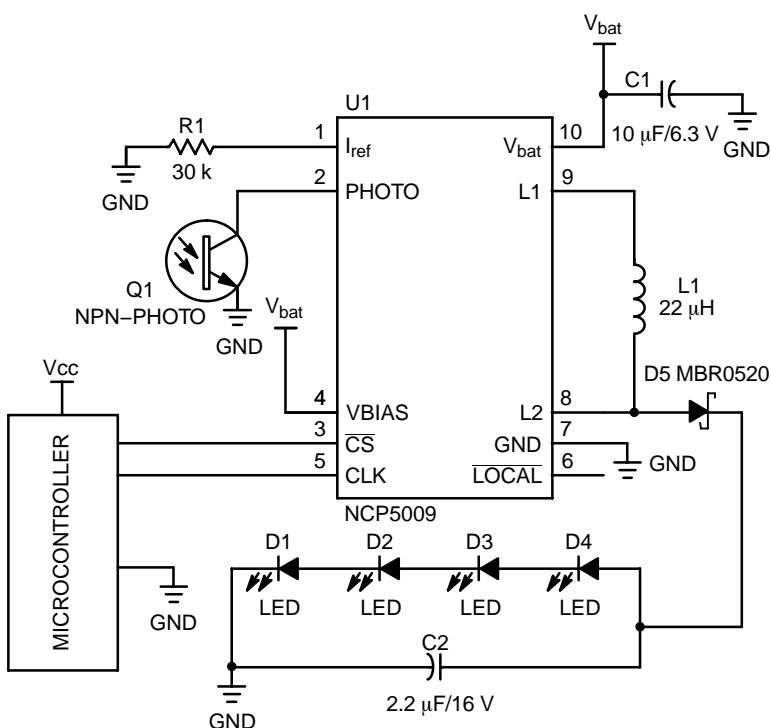 V_bat
C1
10 μF/6.3 V
GND
U1
R1
30 k
GND
1
I_ref
V_bat
10
2
PHOTO
L1
9
Q1
NPN–PHOTO
GND
V_bat
L1
22 μH
D5 MBR0520
Vcc
4
VBIAS
L2
8
3
C̅S̅
GND
7
GND
5
CLK
L̅O̅C̅A̅L̅
6
NCP5009
MICROCONTROLLER
GND
D1
D2
D3
D4
LED
LED
LED
LED
C2
2.2 μF/16 V
GND